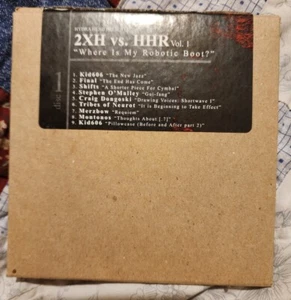 2XH vs. HHR Vol. 1
"Where Is My Robotic Boot?"
disc 1
1. Kid606 "The New Jazz"
2. Final "The End Has Come"
3. Shifts "A Shorter Piece For Cymbal"
4. Stephen O'Malley
5. Craig Dongoski "Drawing Voices: Shortwave I"
6. Tribes of Neurot "It is Beginning to Take Effect"
7. Merzbow "Requiem"
8. "Thoughts About [.7]"
9. Kid606 "Pillowcase (Before and After part 2)"